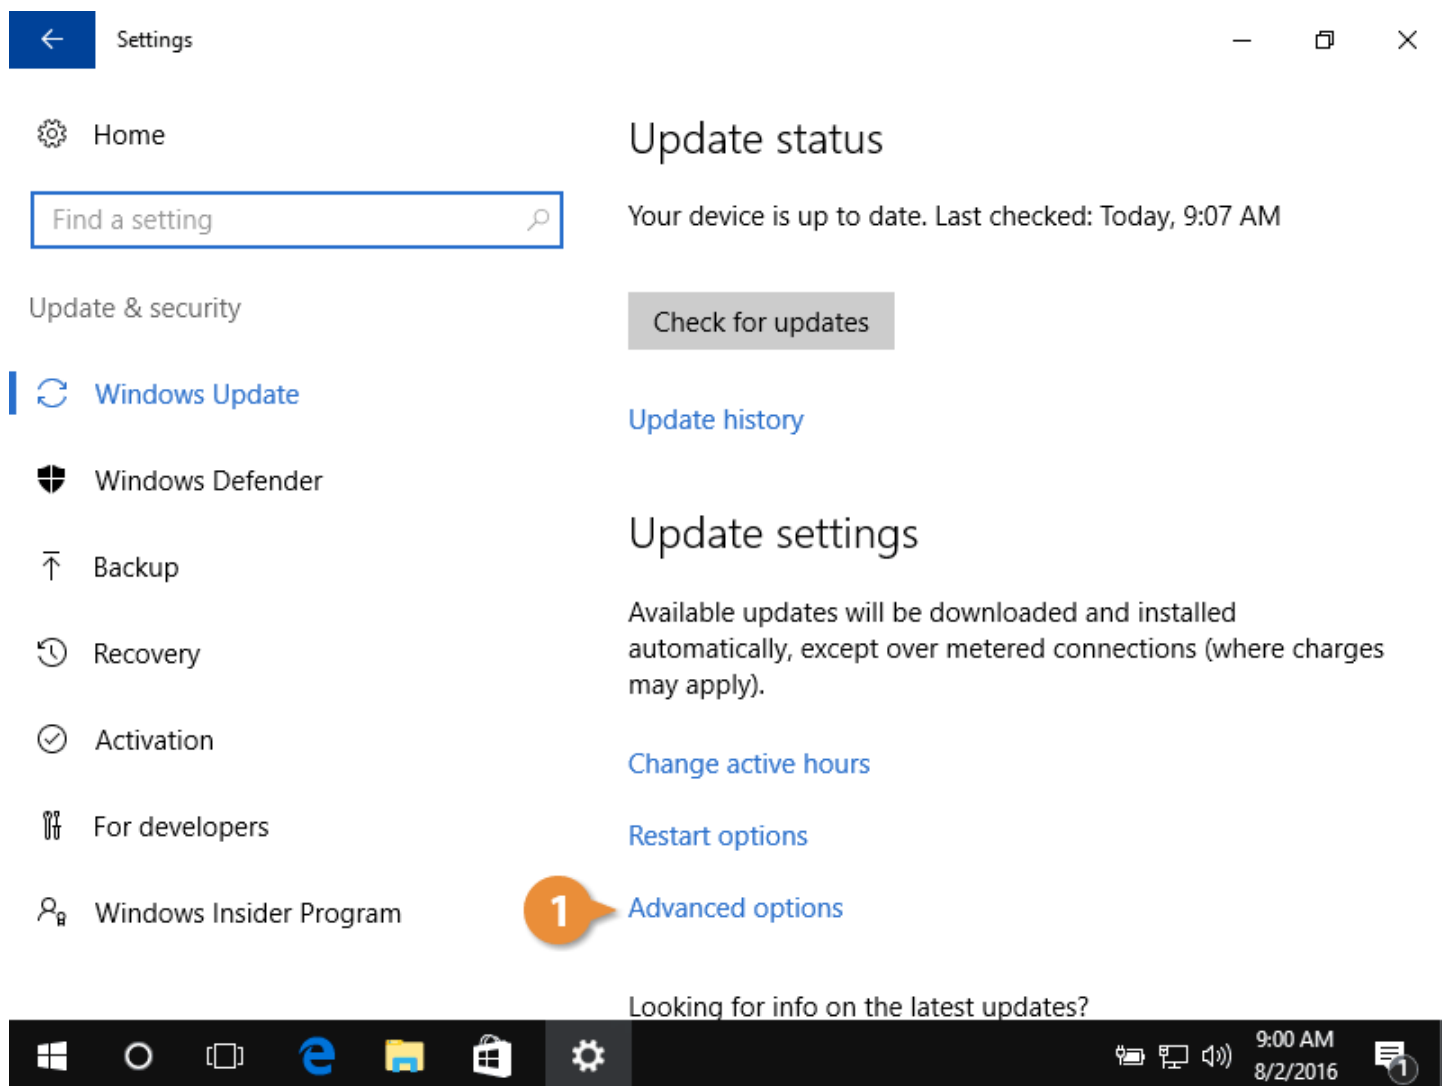 Settings
Home
Find a setting
Update & security
Windows Update
Windows Defender
Backup
Recovery
Activation
For developers
Windows Insider Program
Update status
Your device is up to date. Last checked: Today, 9:07 AM
Check for updates
Update history
Update settings
Available updates will be downloaded and installed
automatically, except over metered connections (where charges
may apply).
Change active hours
Restart options
1
Advanced options
Looking for info on the latest updates?
9:00 AM
8/2/2016
1